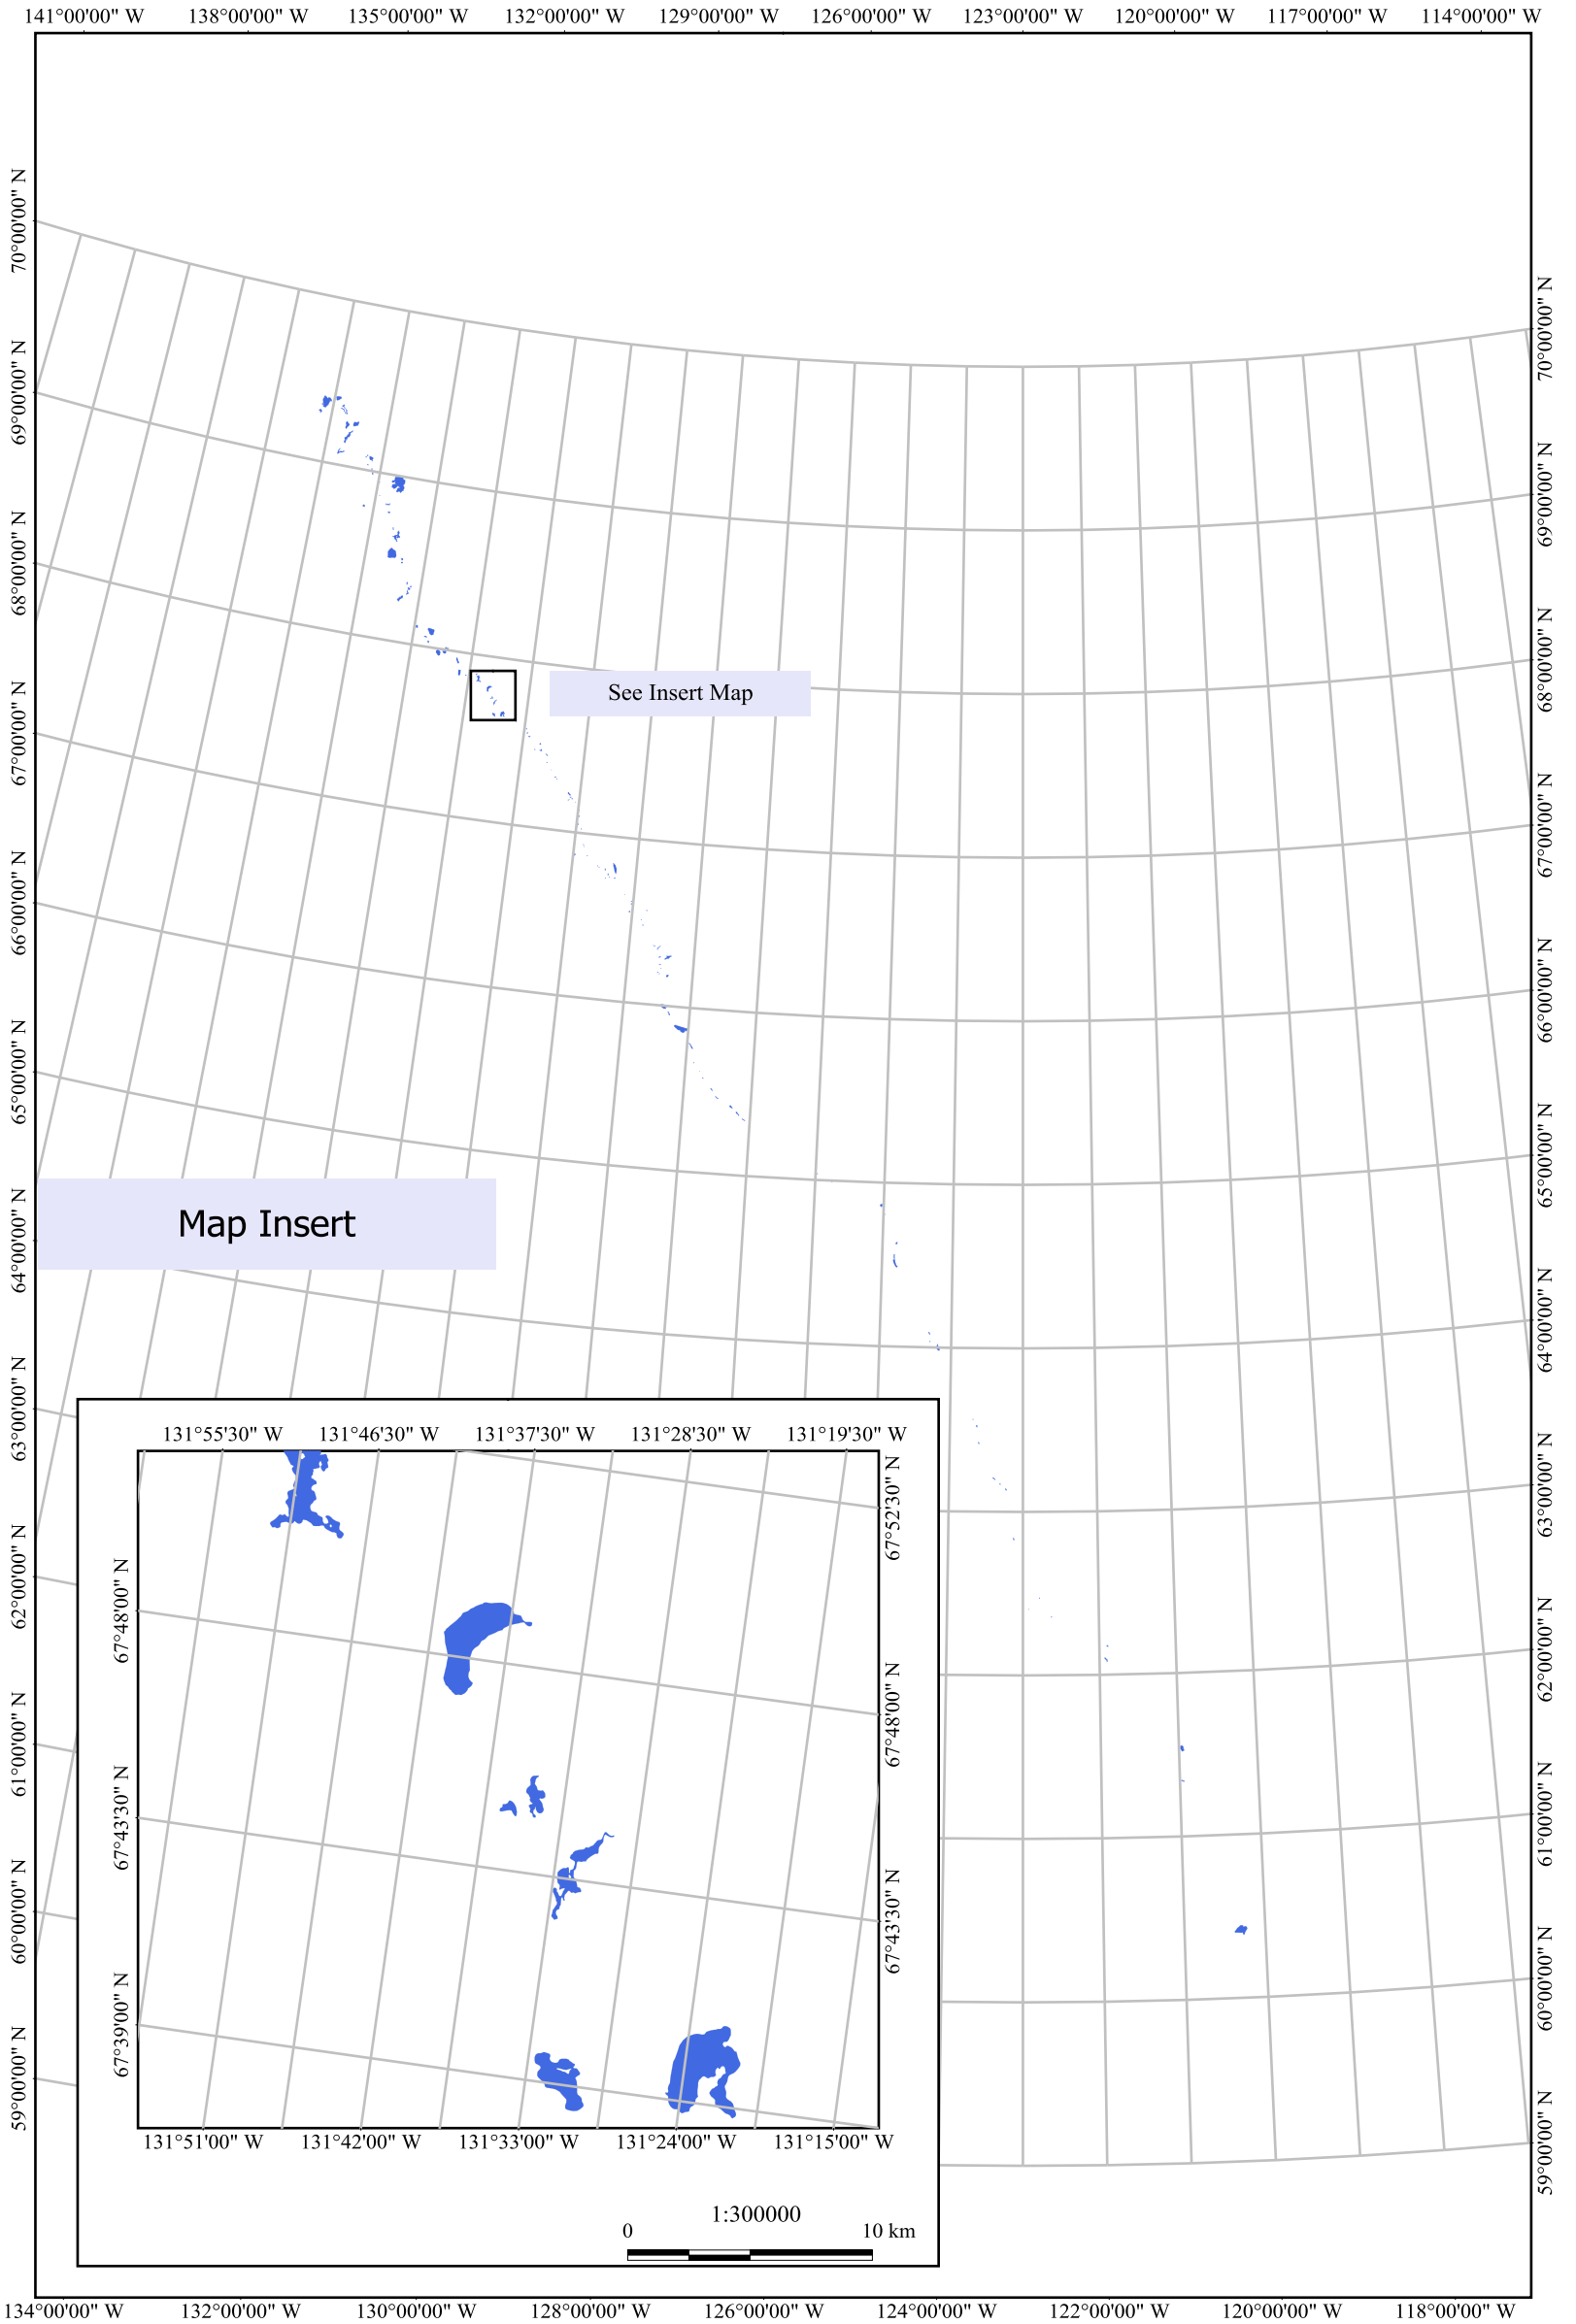 141°00'00" W 138°00'00" W 135°00'00" W 132°00'00" W 129°00'00" W 126°00'00" W 123°00'00" W 120°00'00" W 117°00'00" W 114°00'00" W
70°00'00" N
69°00'00" N
68°00'00" N
67°00'00" N
66°00'00" N
65°00'00" N
64°00'00" N
63°00'00" N
62°00'00" N
61°00'00" N
60°00'00" N
59°00'00" N
70°00'00" N
69°00'00" N
68°00'00" N
67°00'00" N
66°00'00" N
65°00'00" N
64°00'00" N
63°00'00" N
62°00'00" N
61°00'00" N
60°00'00" N
59°00'00" N
See Insert Map
Map Insert
131°55'30" W 131°46'30" W 131°37'30" W 131°28'30" W 131°19'30" W
67°48'00" N
67°43'30" N
67°39'00" N
67°52'30" N
67°48'00" N
67°43'30" N
131°51'00" W 131°42'00" W 131°33'00" W 131°24'00" W 131°15'00" W
1:300000
0 10 km
134°00'00" W 132°00'00" W 130°00'00" W 128°00'00" W 126°00'00" W 124°00'00" W 122°00'00" W 120°00'00" W 118°00'00" W